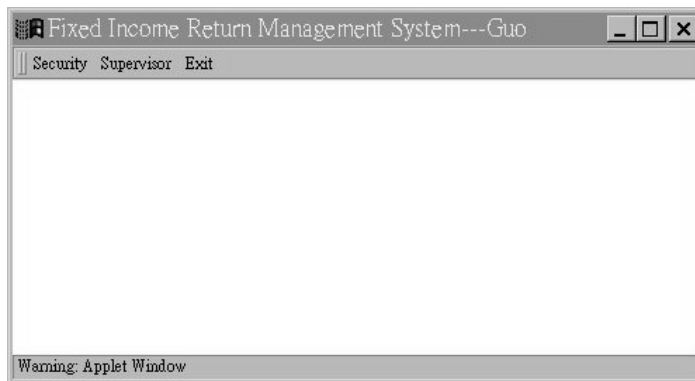 Fixed Income Return Management System---Guo
Security Supervisor Exit
Warning: Applet Window